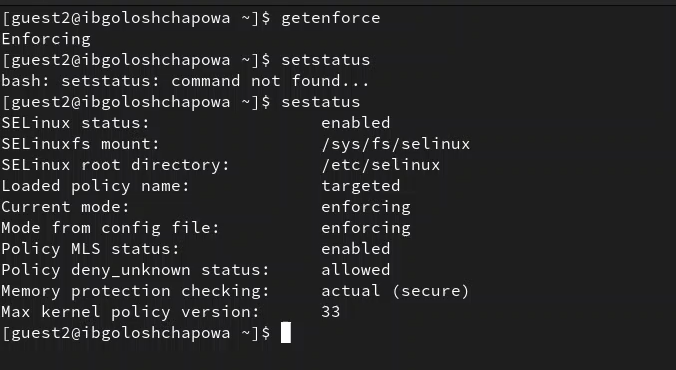 [guest2@ibgoloshchapowa ~]$ getenforce
Enforcing
[guest2@ibgoloshchapowa ~]$ setstatus
bash: setstatus: command not found...
[guest2@ibgoloshchapowa ~]$ sestatus
SELinux status:                 enabled
SELinuxfs mount:                /sys/fs/selinux
SELinux root directory:         /etc/selinux
Loaded policy name:             targeted
Current mode:                   enforcing
Mode from config file:          enforcing
Policy MLS status:              enabled
Policy deny_unknown status:     allowed
Memory protection checking:     actual (secure)
Max kernel policy version:      33
[guest2@ibgoloshchapowa ~]$